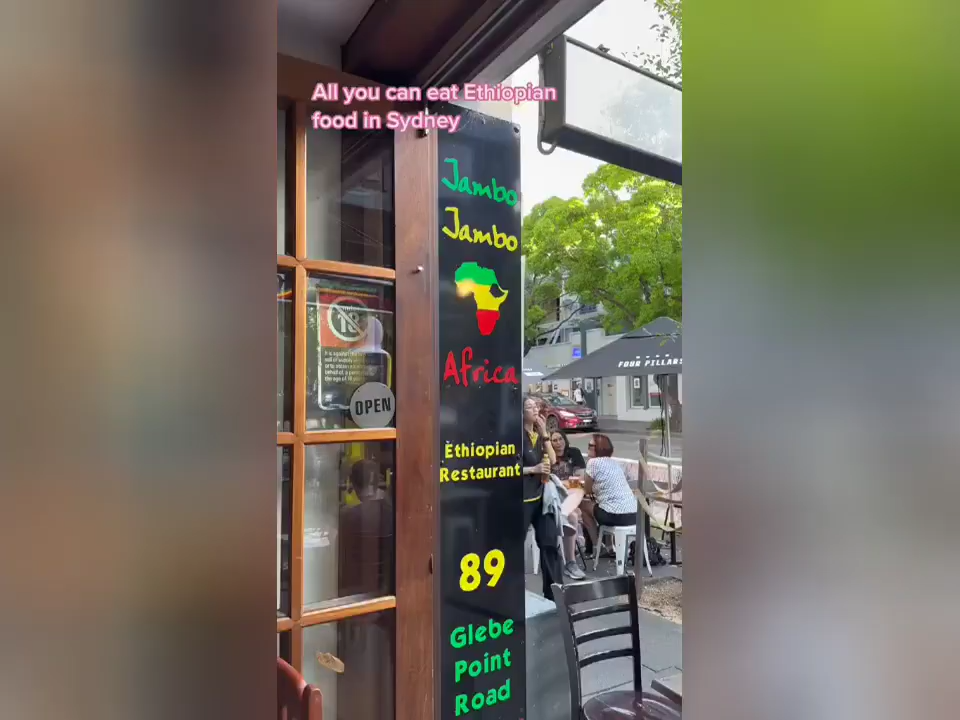 All you can eat Ethiopian
food in Sydney
Jambo
Jambo
Africa
Ethiopian
Restaurant
89
Glebe
Point
Road
18
OPEN
FOUR PILLARS